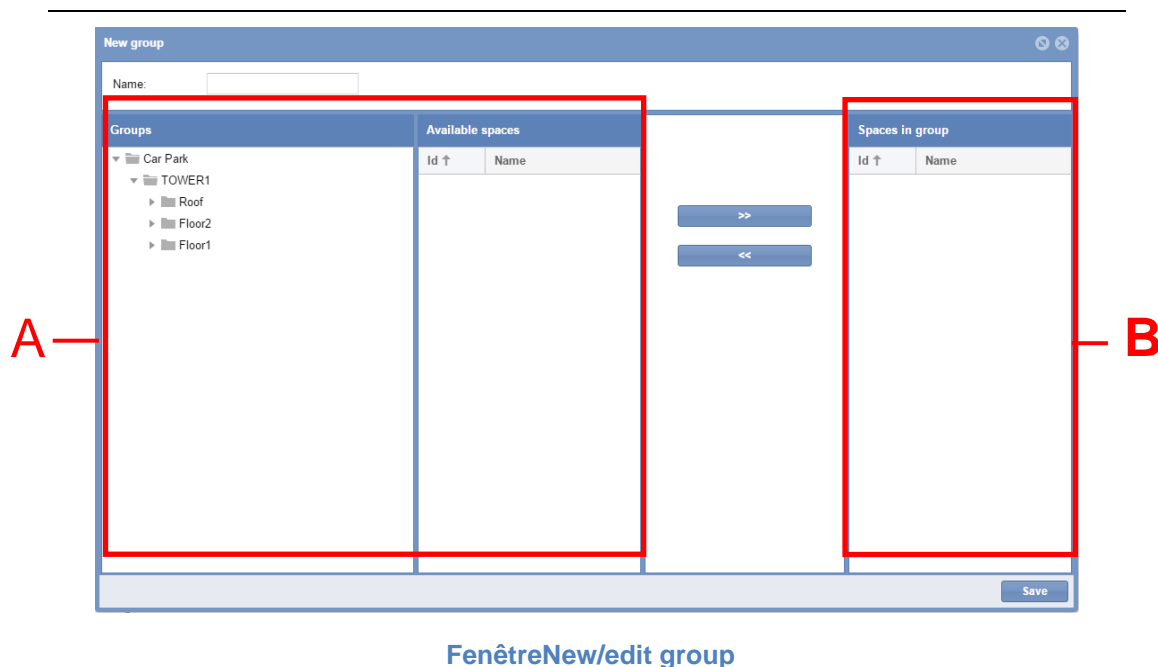 New group
Name:
Groups
Available spaces
Spaces in group
Car Park
Id ↑ Name
Id ↑ Name
TOWER1
Roof
>>
Floor2
Floor1
<<
A
B
Save
FenêtreNew/edit group